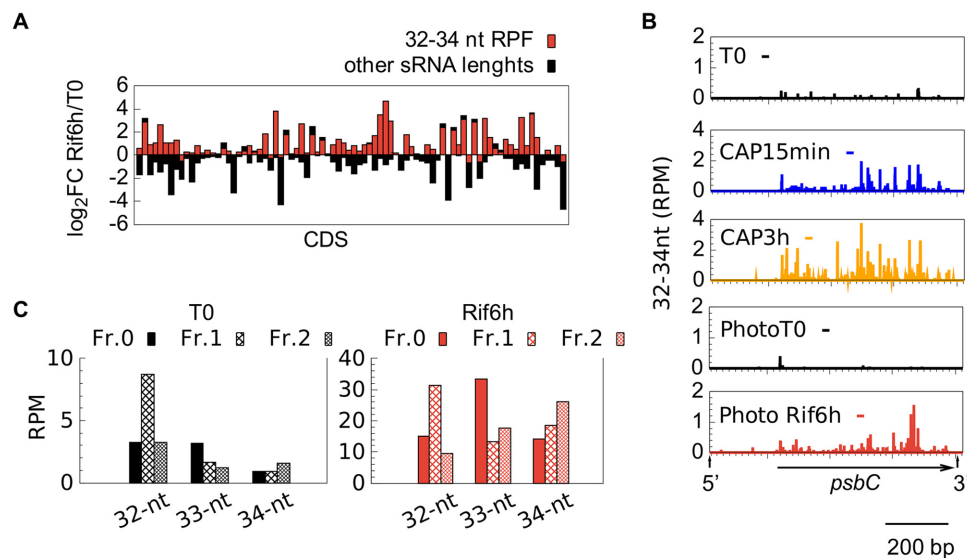 A
32-34 nt RPF
other sRNA lenghts
log2FC Rif6h/T0
6
4
2
0
-2
-4
-6
CDS
B
32-34nt (RPM)
2
T0
0
2
CAP15min
0
4
CAP3h
2
0
2
PhotoT0
0
2
Photo Rif6h
0
5’
psbC
3
200 bp
C
T0
Fr.0 Fr.1 Fr.2
RPM
10
5
0
32-nt
33-nt
34-nt
Rif6h
Fr.0 Fr.1 Fr.2
40
30
20
10
0
32-nt
33-nt
34-nt